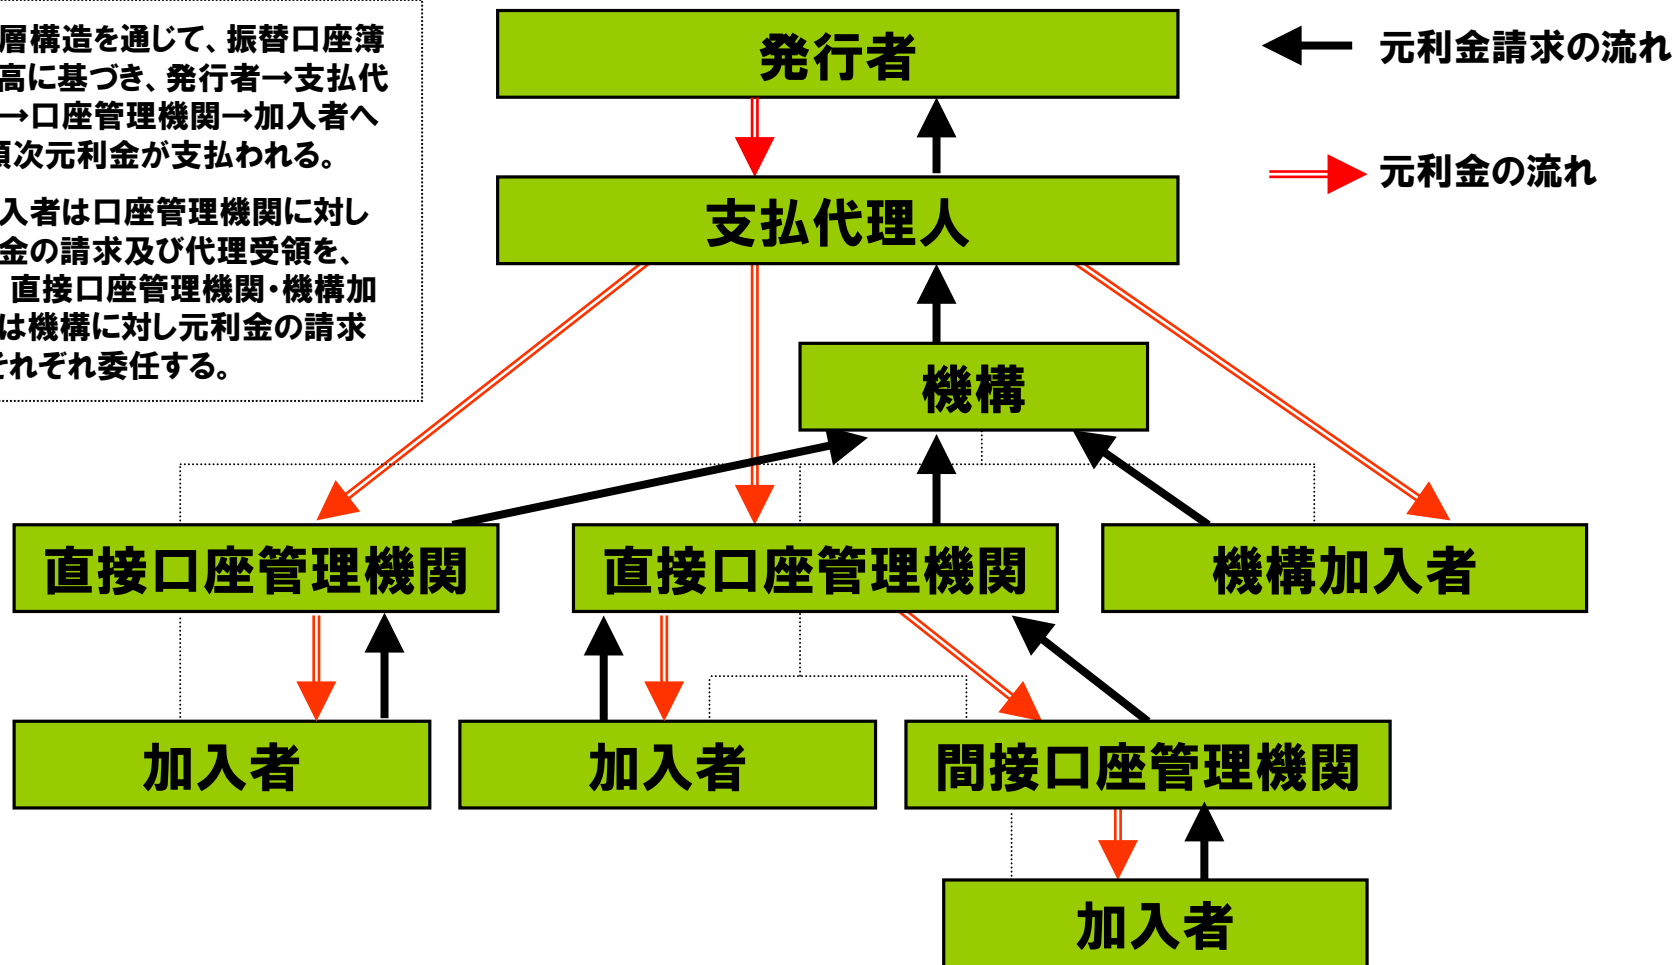 層構造を通じて、振替口座簿
高に基づき、発行者→支払代
→口座管理機関→加入者へ
順次元利金が支払われる。
入者は口座管理機関に対し
金の請求及び代理受領を、
直接口座管理機関・機構加
は機構に対し元利金の請求
それぞれ委任する。
元利金請求の流れ
元利金の流れ
発行者
支払代理人
機構
直接口座管理機関
直接口座管理機関
機構加入者
加入者
加入者
間接口座管理機関
加入者